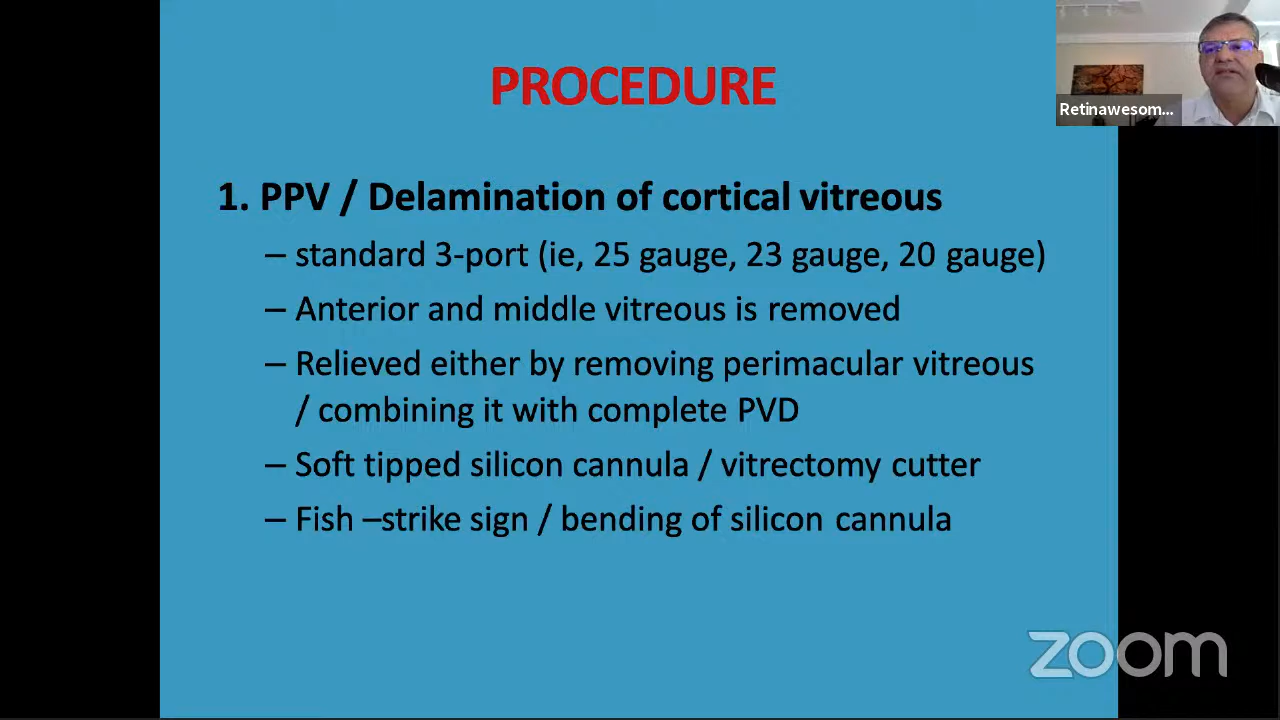 PROCEDURE
Retinawesom...
1. PPV / Delamination of cortical vitreous
– standard 3-port (ie, 25 gauge, 23 gauge, 20 gauge)
– Anterior and middle vitreous is removed
– Relieved either by removing perimacular vitreous
/ combining it with complete PVD
– Soft tipped silicon cannula / vitrectomy cutter
– Fish –strike sign / bending of silicon cannula
zoom